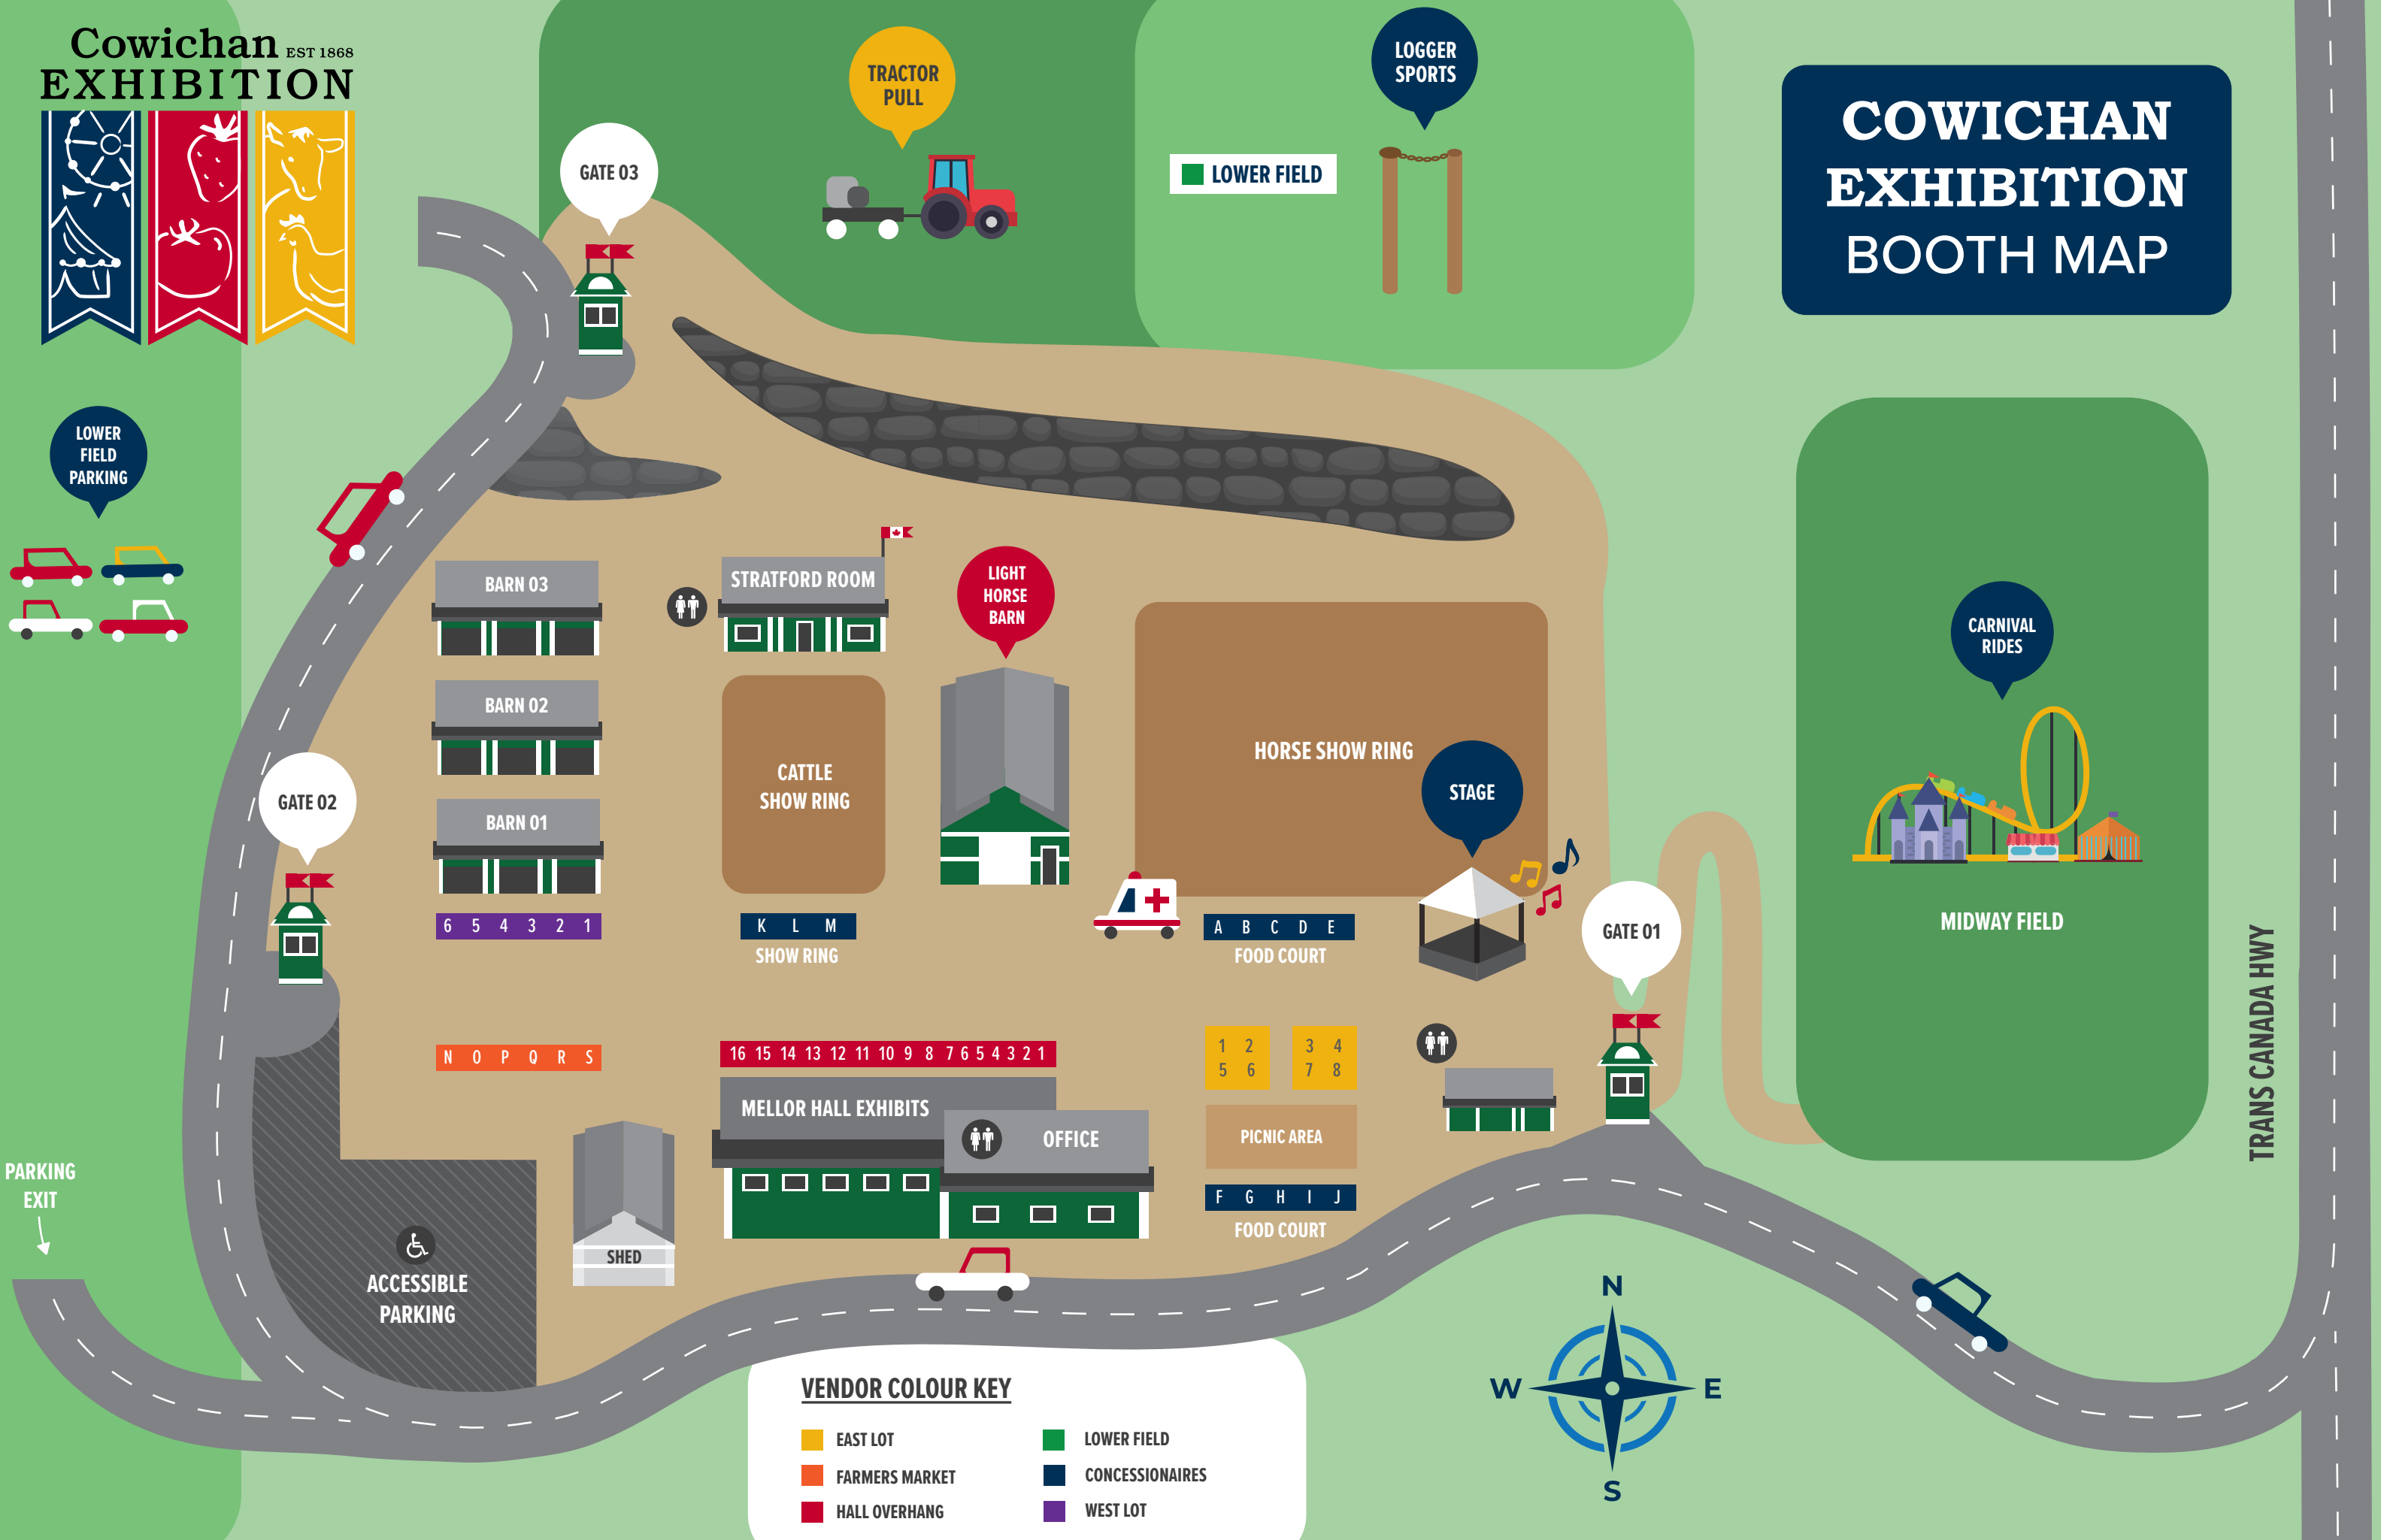 Cowichan EST 1868
EXHIBITION
TRACTOR
PULL
LOGGER
SPORTS
COWICHAN
EXHIBITION
BOOTH MAP
GATE 03
LOWER FIELD
LOWER
FIELD
PARKING
BARN 03
STRATFORD ROOM
LIGHT
HORSE
BARN
CARNIVAL
RIDES
BARN 02
CATTLE
SHOW RING
HORSE SHOW RING
STAGE
GATE 02
BARN 01
6 5 4 3 2 1
K L M
SHOW RING
A B C D E
FOOD COURT
GATE 01
MIDWAY FIELD
TRANS CANADA HWY
N O P Q R S
16 15 14 13 12 11 10 9 8 7 6 5 4 3 2 1
1 2 3 4
5 6 7 8
MELLOR HALL EXHIBITS
OFFICE
PICNIC AREA
PARKING
EXIT
F G H I J
FOOD COURT
SHED
ACCESSIBLE
PARKING
N
W E
S
VENDOR COLOUR KEY
EAST LOT
FARMERS MARKET
HALL OVERHANG
LOWER FIELD
CONCESSIONAIRES
WEST LOT